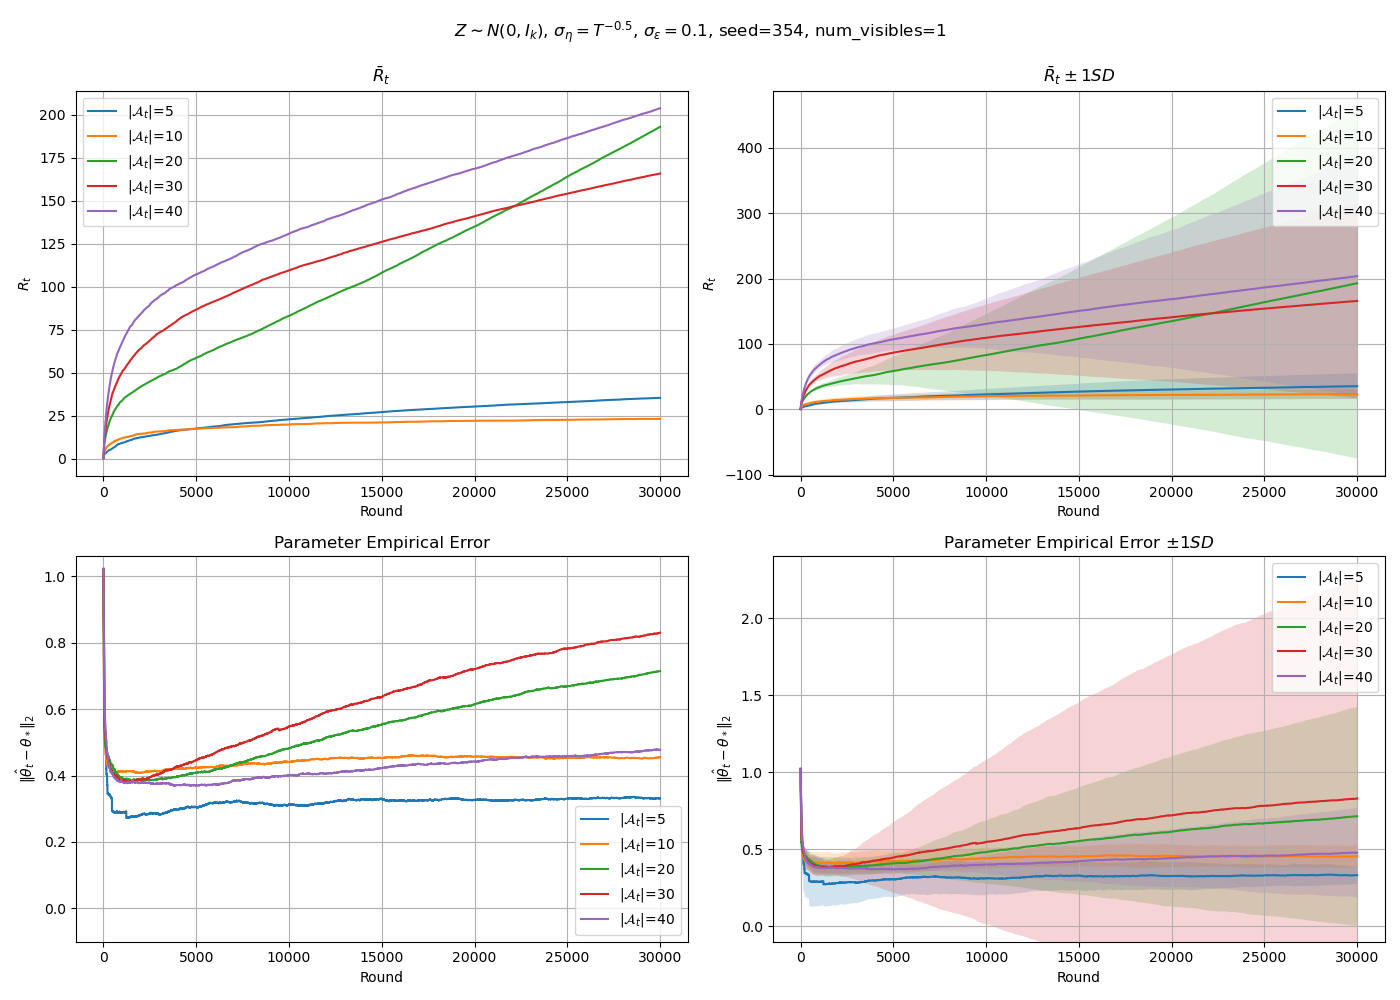 Z ~ N(0, I_k), σ_η = T^{-0.5}, σ_ε = 0.1, seed=354, num_visibles=1
R̄_t
R_t
200
175
150
125
100
75
50
25
0
|𝒜_t|=5
|𝒜_t|=10
|𝒜_t|=20
|𝒜_t|=30
|𝒜_t|=40
0 5000 10000 15000 20000 25000 30000
Round
R̄_t ± 1SD
R_t
400
300
200
100
0
−100
|𝒜_t|=5
|𝒜_t|=10
|𝒜_t|=20
|𝒜_t|=30
|𝒜_t|=40
0 5000 10000 15000 20000 25000 30000
Round
Parameter Empirical Error
‖θ̂_t − θ_*‖_2
1.0
0.8
0.6
0.4
0.2
0.0
|𝒜_t|=5
|𝒜_t|=10
|𝒜_t|=20
|𝒜_t|=30
|𝒜_t|=40
0 5000 10000 15000 20000 25000 30000
Round
Parameter Empirical Error ±1SD
‖θ̂_t − θ_*‖_2
2.0
1.5
1.0
0.5
0.0
|𝒜_t|=5
|𝒜_t|=10
|𝒜_t|=20
|𝒜_t|=30
|𝒜_t|=40
0 5000 10000 15000 20000 25000 30000
Round